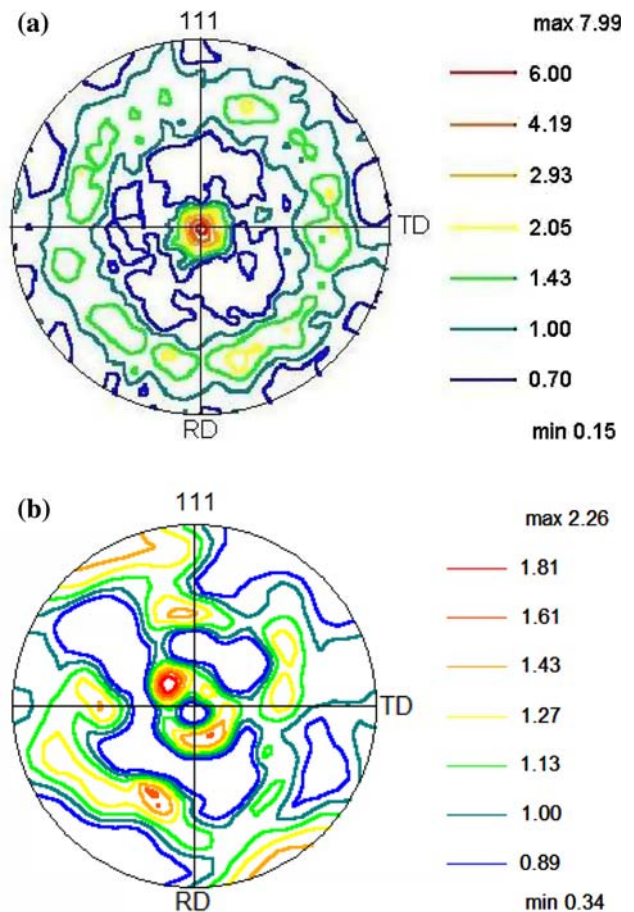 (a)
111
max 7.99
6.00
4.19
2.93
2.05
TD
1.43
1.00
0.70
RD
min 0.15
(b)
111
max 2.26
1.81
1.61
1.43
TD
1.27
1.13
1.00
0.89
RD
min 0.34